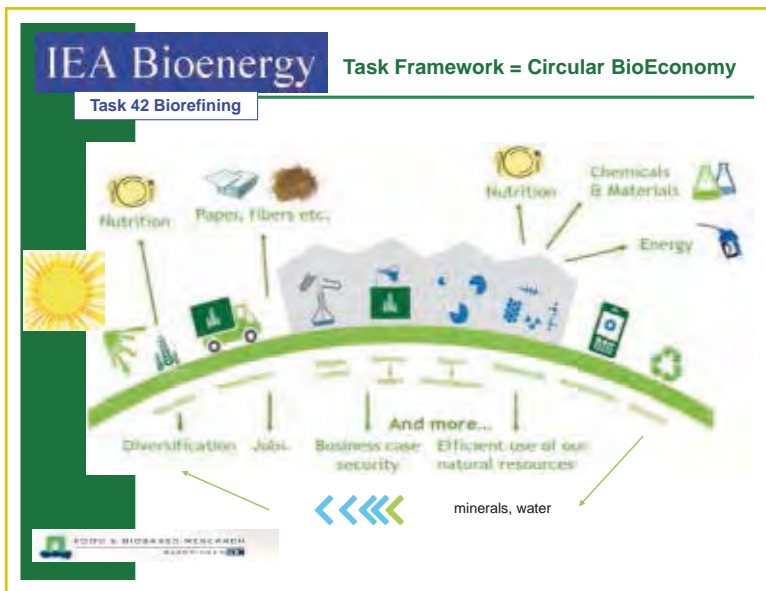 IEA Bioenergy
Task Framework = Circular BioEconomy
Task 42 Biorefining
Nutrition
Paper, fibers etc.
Nutrition
Chemicals
& Materials
Energy
And more...
Diversification
Jobs
Business case
security
Efficient use of our
natural resources
minerals, water
FOOD & BIOBASED RESEARCH